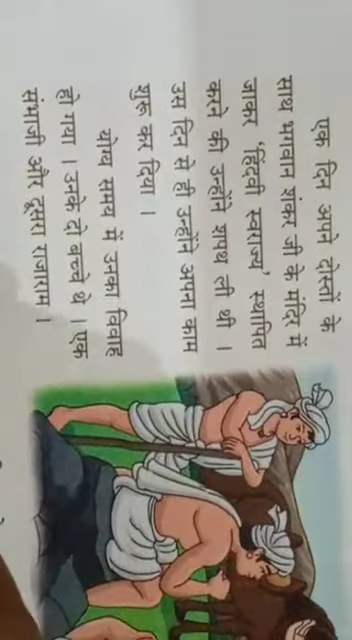 एक दिन अपने दोस्तों के
साथ भगवान शंकर जी के मंदिर में
जाकर 'हिंदवी स्वराज्य' स्थापित
करने की उन्होंने शपथ ली थी ।
उस दिन से ही उन्होंने अपना काम
शुरू कर दिया ।
योग्य समय में उनका विवाह
हो गया । उनके दो बच्चे थे । एक
संभाजी और दूसरा राजाराम ।